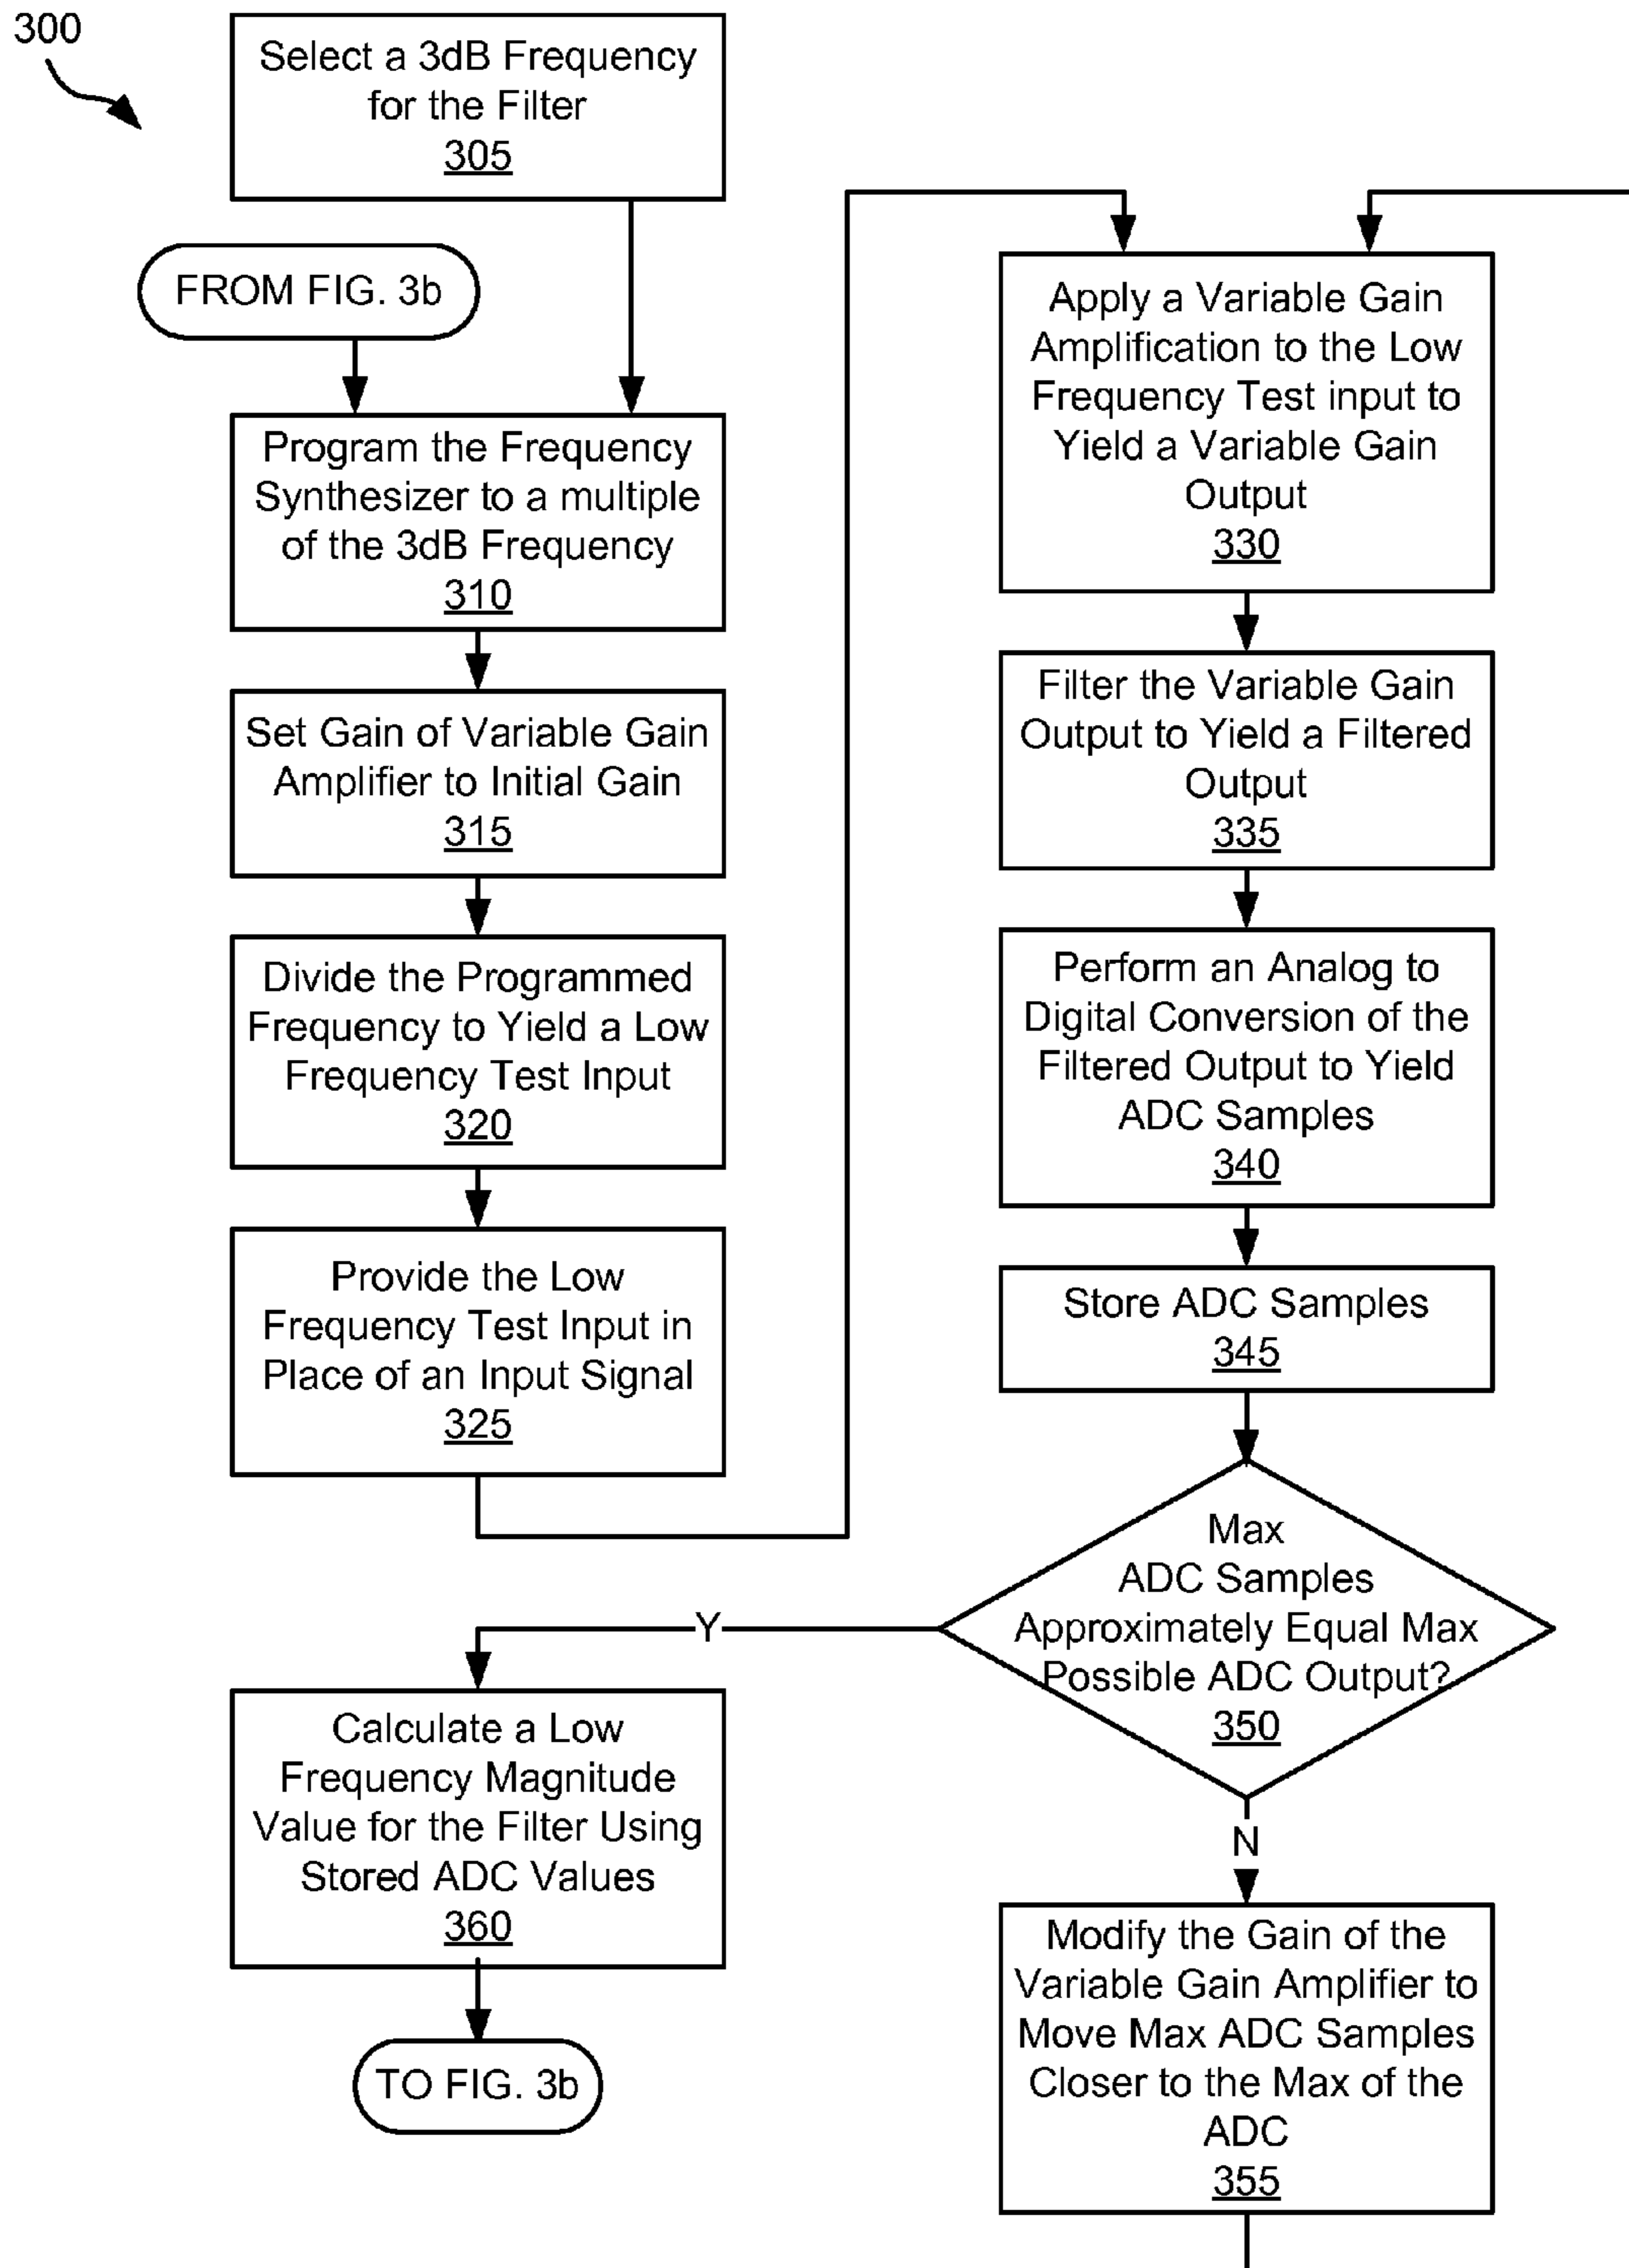 300
Select a 3dB Frequency
for the Filter
305
FROM FIG. 3b
Program the Frequency
Synthesizer to a multiple
of the 3dB Frequency
310
Set Gain of Variable Gain
Amplifier to Initial Gain
315
Divide the Programmed
Frequency to Yield a Low
Frequency Test Input
320
Provide the Low
Frequency Test Input in
Place of an Input Signal
325
Apply a Variable Gain
Amplification to the Low
Frequency Test input to
Yield a Variable Gain
Output
330
Filter the Variable Gain
Output to Yield a Filtered
Output
335
Perform an Analog to
Digital Conversion of the
Filtered Output to Yield
ADC Samples
340
Store ADC Samples
345
Max
ADC Samples
Approximately Equal Max
Possible ADC Output?
350
Y
N
Calculate a Low
Frequency Magnitude
Value for the Filter Using
Stored ADC Values
360
TO FIG. 3b
Modify the Gain of the
Variable Gain Amplifier to
Move Max ADC Samples
Closer to the Max of the
ADC
355